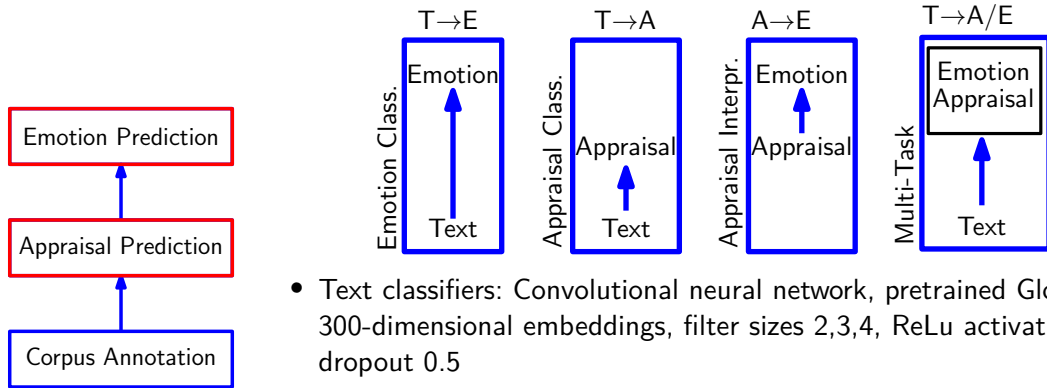 Emotion Prediction
Appraisal Prediction
Corpus Annotation
T→E
Emotion Class.
Emotion
Text
T→A
Appraisal Class.
Appraisal
Text
A→E
Appraisal Interpr.
Emotion
Appraisal
T→A/E
Multi-Task
Emotion
Appraisal
Text
• Text classifiers: Convolutional neural network, pretrained
300-dimensional embeddings, filter sizes 2,3,4, ReLu
dropout 0.5